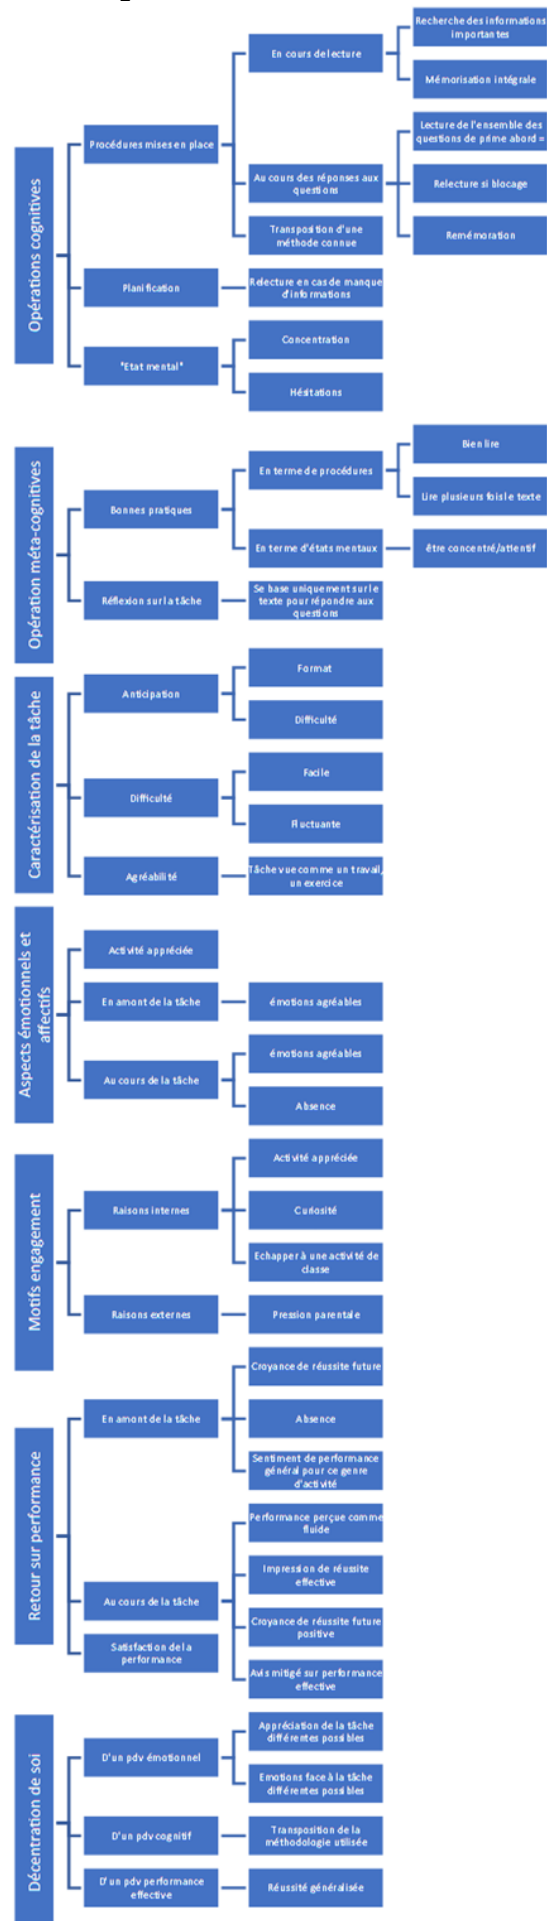 Opérations cognitives
Procédures mises en place
En cours de lecture
Recherche des informations
importantes
Mémorisation intégrale
Au cours des réponses aux
questions
Lecture de l'ensemble des
questions de prime abord =
Relecture si blocage
Remémoration
Transposition d'une
méthode connue
Planification
Relecture en cas de manque
d'informations
"Etat mental"
Concentration
Hésitations
Opération méta-cognitives
Bonnes pratiques
En terme de procédures
Bien lire
Lire plusieurs fois le texte
En terme d'états mentaux
être concentré/attentif
Réflexion sur la tâche
Se base uniquement sur le
texte pour répondre aux
questions
Caractérisation de la tâche
Anticipation
Format
Difficulté
Difficulté
Facile
Fluctuante
Agréabilité
Tâche vue comme un travail,
un exercice
Aspects émotionnels et
affectifs
Activité appréciée
En amont de la tâche
émotions agréables
Au cours de la tâche
émotions agréables
Absence
Motifs engagement
Raisons internes
Activité appréciée
Curiosité
Echapper à une activité de
classe
Raisons externes
Pression parentale
Retour sur performance
En amont de la tâche
Croyance de réussite future
Absence
Sentiment de performance
général pour ce genre
d'activité
Au cours de la tâche
Performance perçue comme
fluide
Impression de réussite
effective
Croyance de réussite future
positive
Avis mitigé sur performance
effective
Satisfaction de la
performance
Décentration de soi
D'un pdv émotionnel
Appréciation de la tâche
différentes possibles
Emotions face à la tâche
différentes possibles
D'un pdv cognitif
Transposition de la
méthodologie utilisée
D'un pdv performance
effective
Réussité généralisée